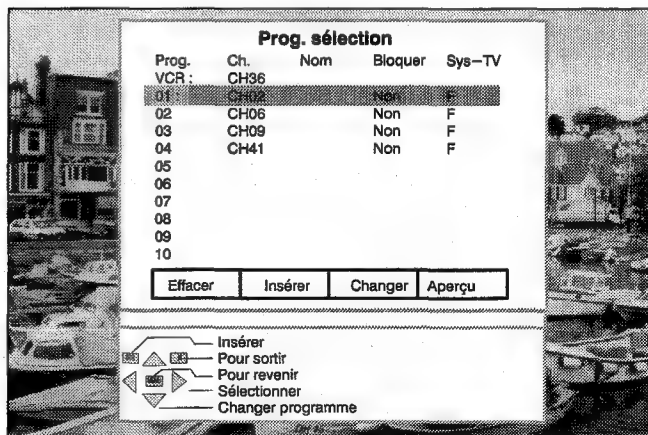 Prog. sélection
Prog. Ch. Nom Bloquer Sys-TV
VCR : CH36
01 : CH02 Non F
02 CH06 Non F
03 CH09 Non F
04 CH41 Non F
05
06
07
08
09
10
Effacer Insérer Changer Aperçu
Insérer
Pour sortir
Pour revenir
Sélectionner
Changer programme